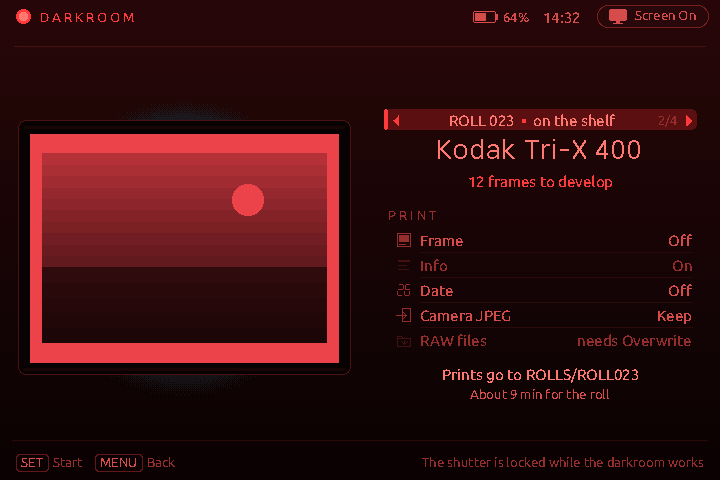 DARKROOM
64%
14:32
Screen On
ROLL 023 • on the shelf
2/4
Kodak Tri-X 400
12 frames to develop
PRINT
Frame Off
Info On
Date Off
Camera JPEG Keep
RAW files needs Overwrite
Prints go to ROLLS/ROLL023
About 9 min for the roll
SET Start MENU Back
The shutter is locked while the darkroom works